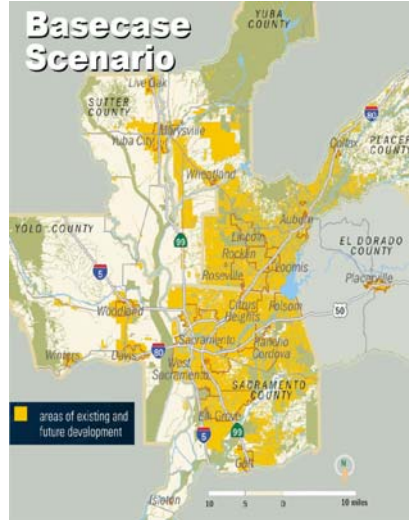 Basecase
Scenario
YUBA
COUNTY
Live Oak
SUTTER
COUNTY
Marysville
Yuba City
80
Colfax
PLACER
COUNTY
Wheatland
Auburn
YOLO COUNTY
99
Lincoln
Rocklin
EL DORADO
COUNTY
5
Roseville
Loomis
Placerville
Woodland
Citrus
Heights
Folsom
50
Sacramento
Winters
Davis
80
Rancho
Cordova
West
Sacramento
SACRAMENTO
COUNTY
areas of existing and
future development
Elk Grove
5
99
Galt
N
Isleton
10 5 0 10 miles